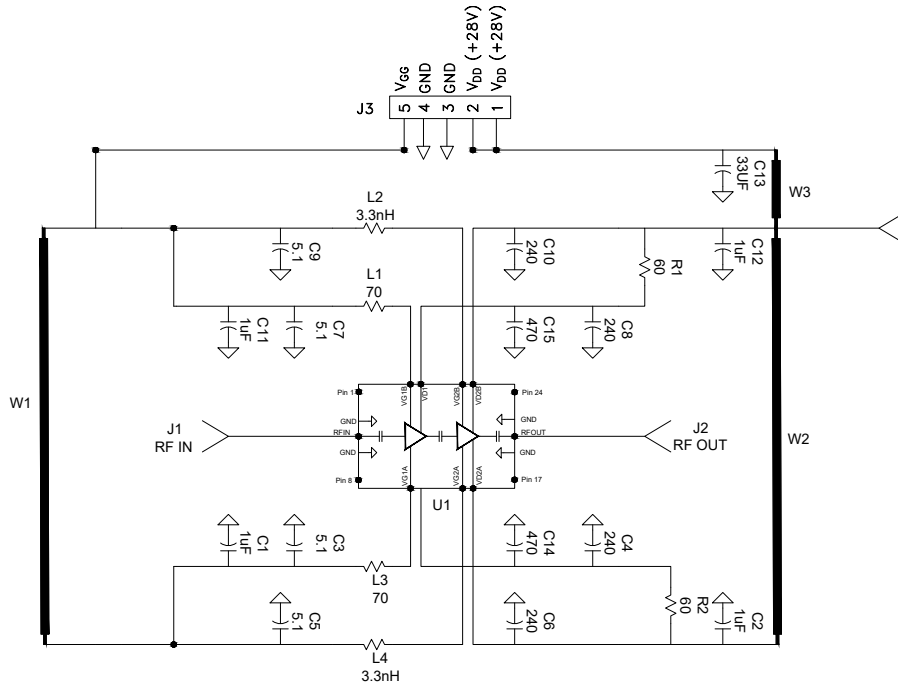 VGG
GND
GND
VDD (+28V)
VDD (+28V)
J3
5
4
3
2
1
C13
33UF
W3
L2
3.3nH
C9
5.1
C10
240
R1
60
C12
1uF
L1
70
C11
1uF
C7
5.1
C15
470
C8
240
W1
W2
Pin 1
VG1B
VD1
VG2B
VD2B
Pin 24
GND
GND
J1
RF IN
RFIN
RFOUT
J2
RF OUT
GND
GND
Pin 8
VG1A
VG2A
VD2A
Pin 17
U1
C1
1uF
C3
5.1
C14
470
C4
240
L3
70
C5
5.1
C6
240
R2
60
C2
1uF
L4
3.3nH